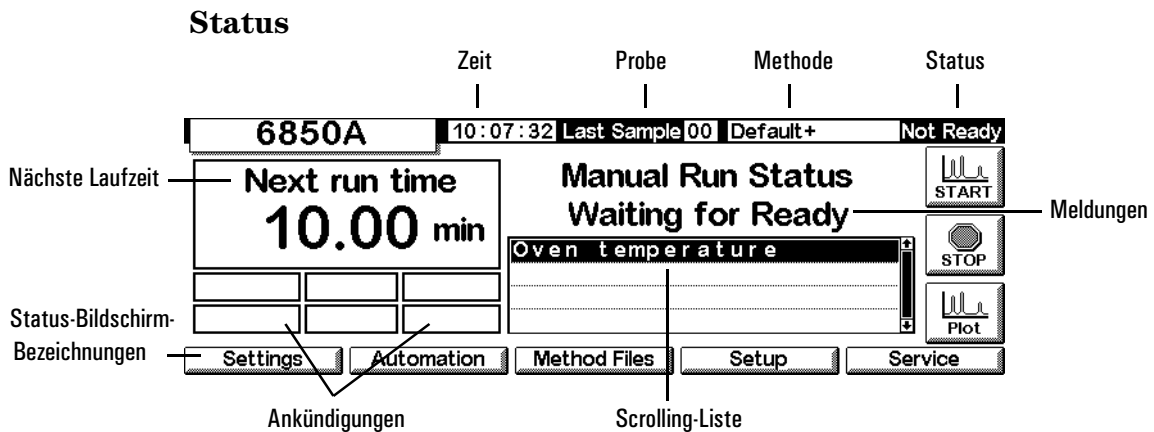 Status
Zeit Probe Methode Status
6850A 10:07:32 Last Sample 00 Default+ Not Ready
Nächste Laufzeit
Next run time
10.00 min
Manual Run Status
Waiting for Ready
START
Meldungen
Oven temperature
STOP
Plot
Status-Bildschirm-
Bezeichnungen
Settings Automation Method Files Setup Service
Ankündigungen Scrolling-Liste